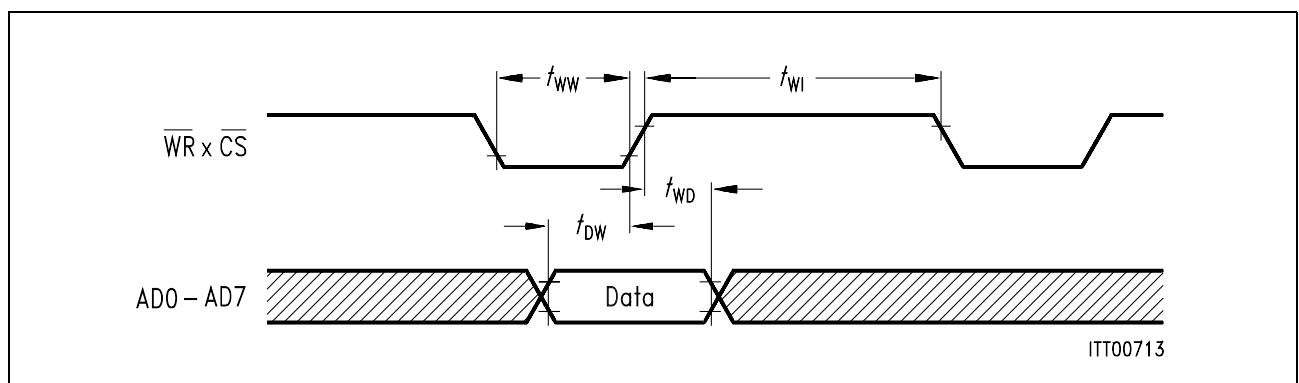 tWW
tWI
WR x CS
tWD
tDW
AD0 – AD7
Data
ITT00713